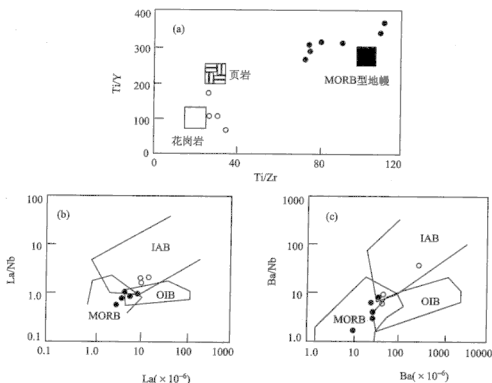 400
(a)
300
页岩
Ti/Y
200
MORB型地幔
100
花岗岩
0
0 40 80 120
Ti/Zr
100
(b)
IAB
10
La/Nb
1.0
OIB
MORB
0.1
1.0 10 100 1000
La(×10⁻⁶)
1000
(c)
100
IAB
Ba/Nb
10
OIB
MORB
1.0
1.0 10 100 1000 10000
Ba(×10⁻⁶)